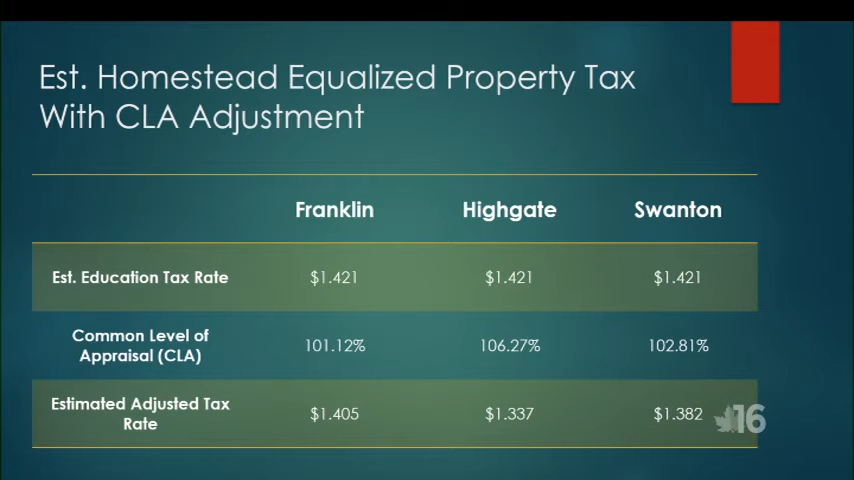 Est. Homestead Equalized Property Tax
With CLA Adjustment
Franklin Highgate Swanton
Est. Education Tax Rate $1.421 $1.421 $1.421
Common Level of
Appraisal (CLA) 101.12% 106.27% 102.81%
Estimated Adjusted Tax
Rate $1.405 $1.337 $1.382
16